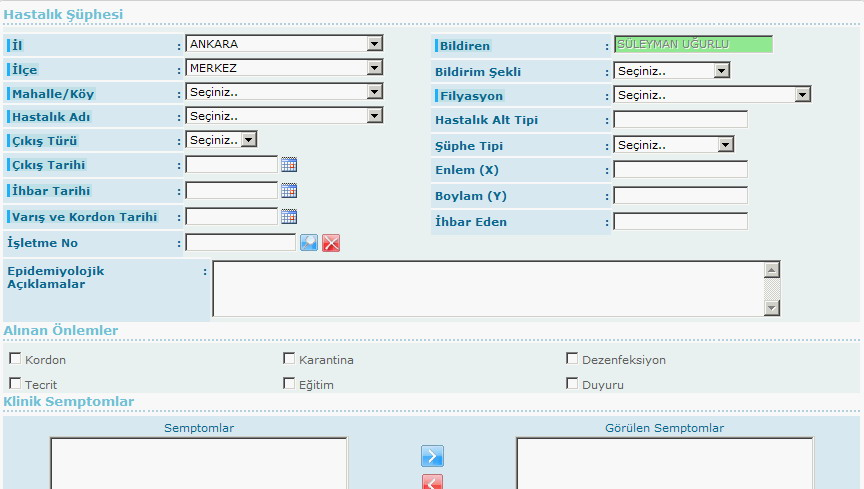 Hastalık Şüphesi
İl : ANKARA
Bildiren : SÜLEYMAN UĞURLU
İlçe : MERKEZ
Bildirim Şekli : Seçiniz..
Mahalle/Köy : Seçiniz..
Filyasyon : Seçiniz..
Hastalık Adı : Seçiniz..
Hastalık Alt Tipi :
Çıkış Türü : Seçiniz..
Şüphe Tipi : Seçiniz..
Çıkış Tarihi :
Enlem (X) :
İhbar Tarihi :
Boylam (Y) :
Varış ve Kordon Tarihi :
İhbar Eden :
İşletme No :
Epidemiyolojik :
Açıklamalar
Alınan Önlemler
Kordon Karantina Dezenfeksiyon
Tecrit Eğitim Duyuru
Klinik Semptomlar
Semptomlar Görülen Semptomlar